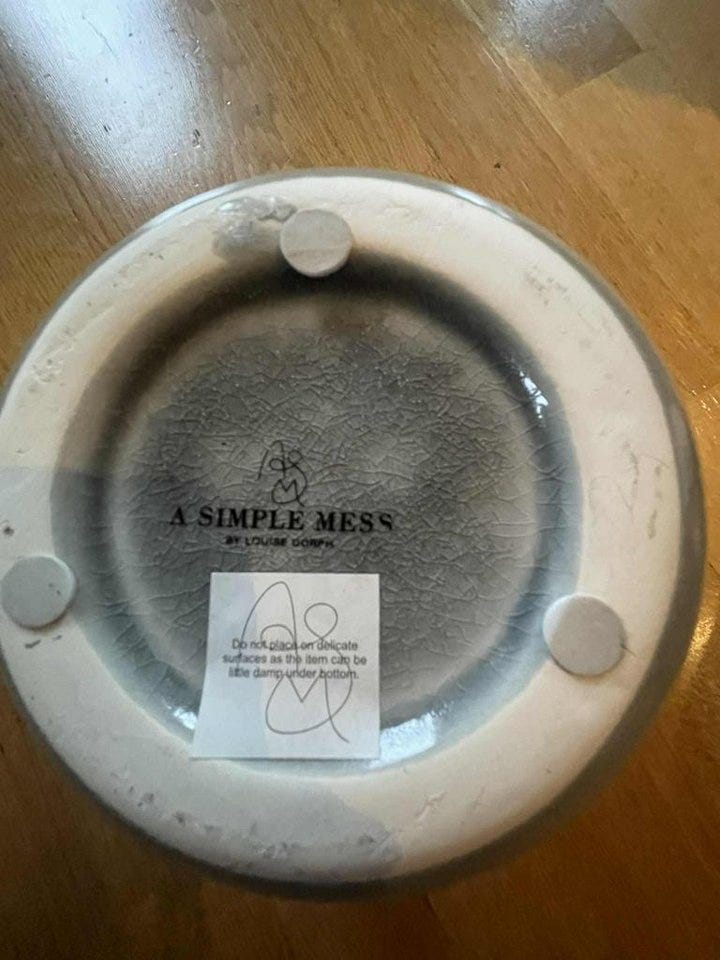 A SIMPLE MESS
BY LOUISE DORPH
Do not place on delicate
surfaces as the item can be
little damp under bottom.